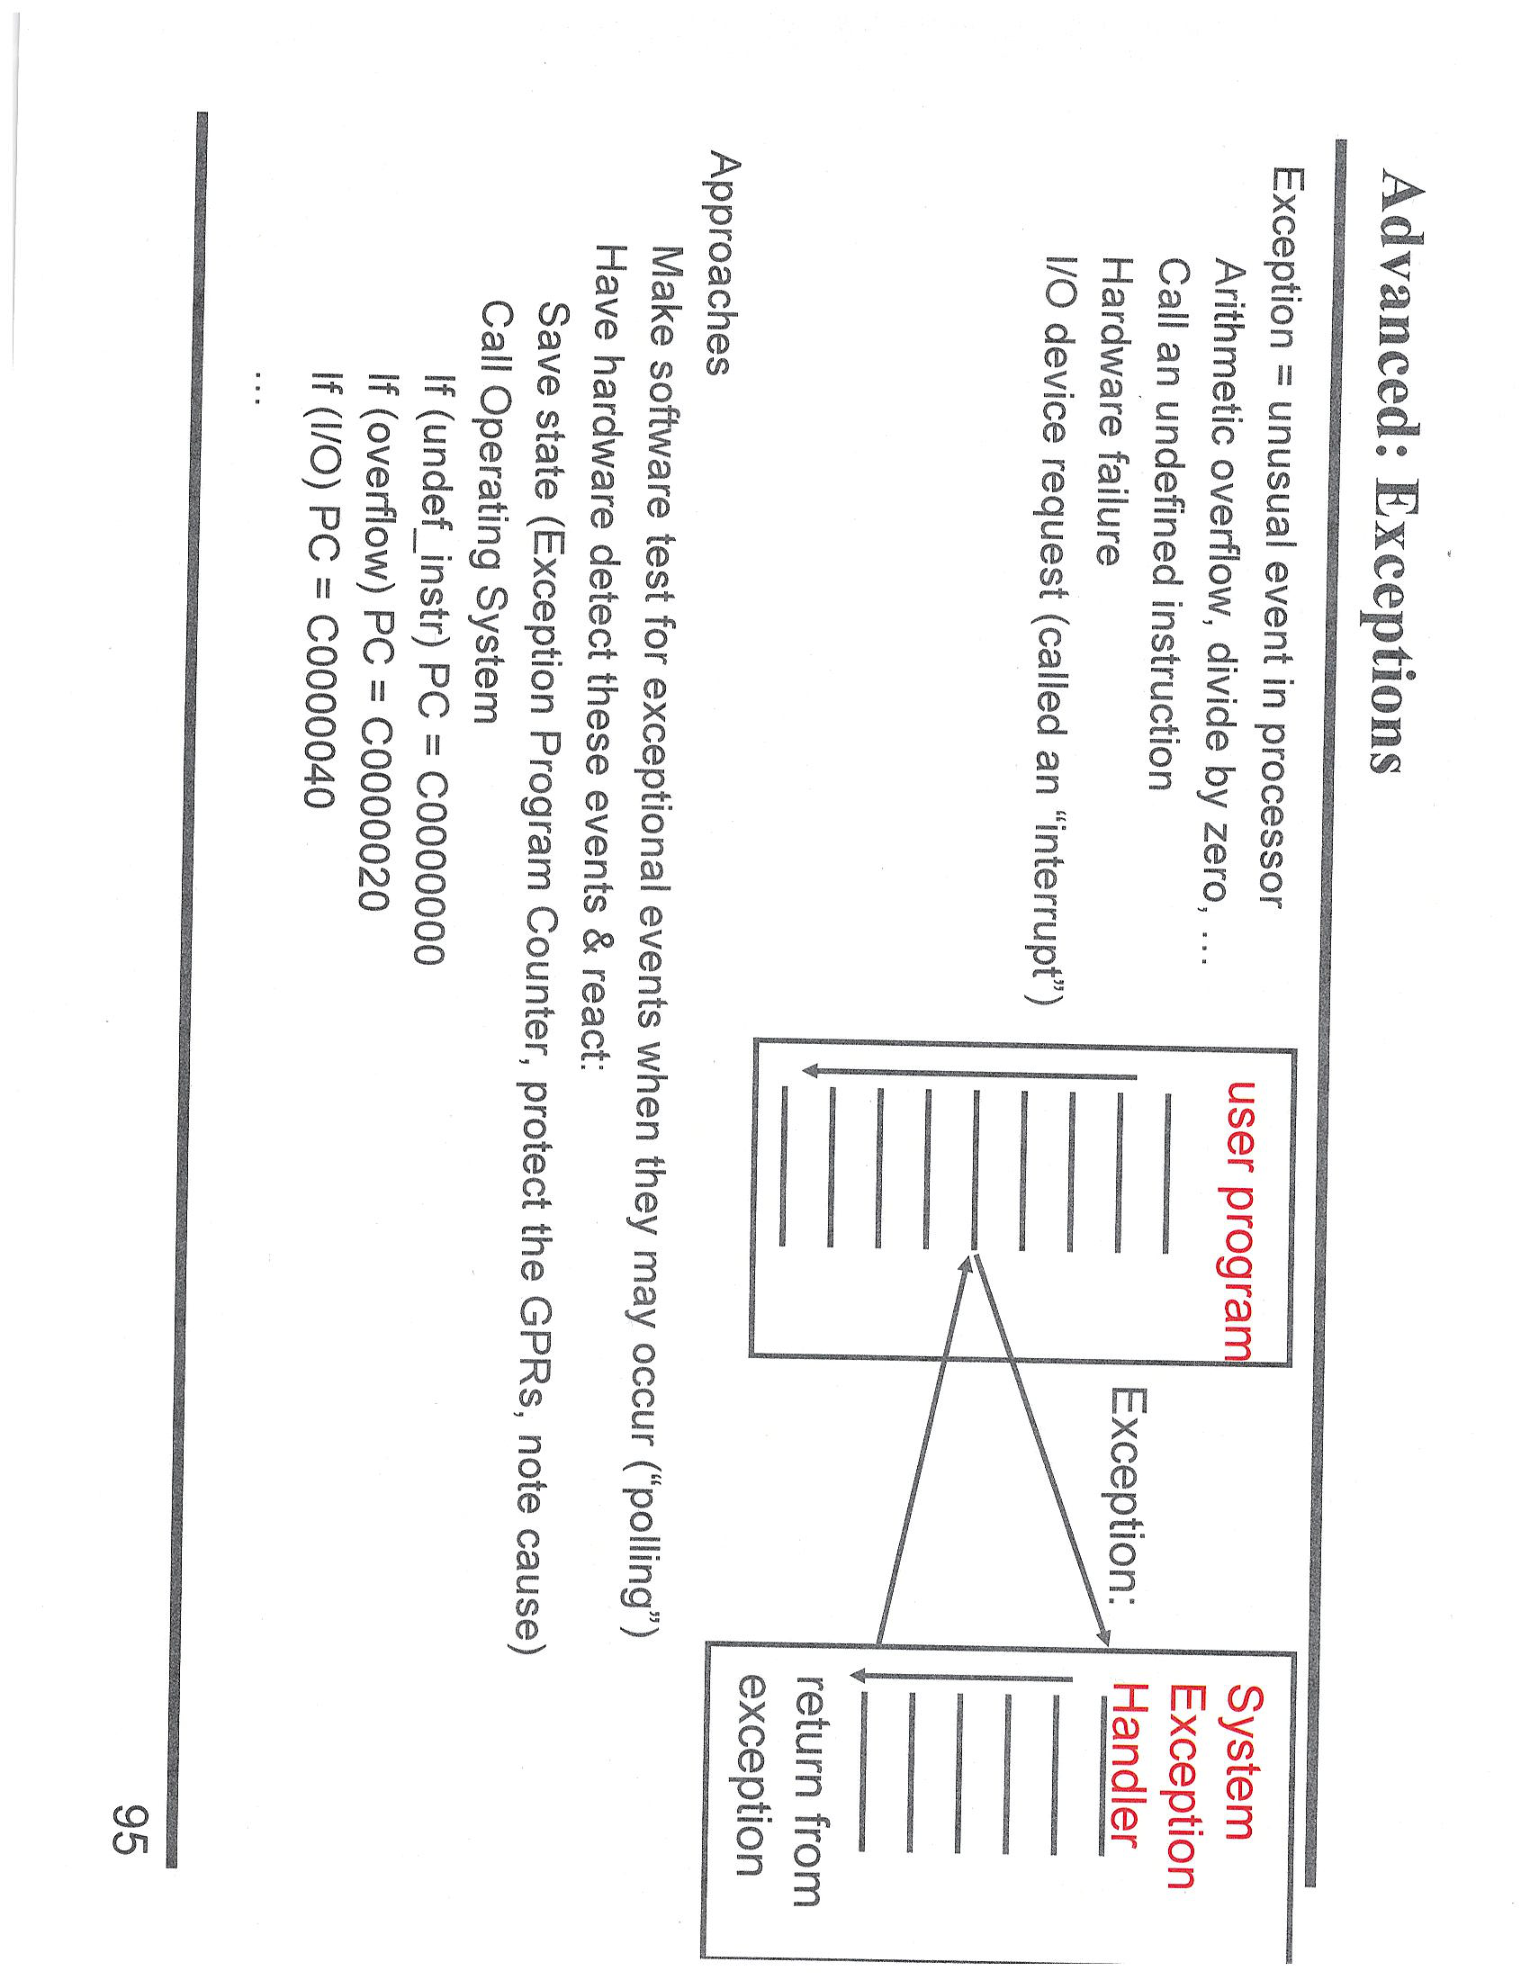 Advanced: Exceptions
Exception = unusual event in processor
Arithmetic overflow, divide by zero, …
Call an undefined instruction
Hardware failure
I/O device request (called an “interrupt”)
user program
Exception:
System
Exception
Handler
return from
exception
Approaches
Make software test for exceptional events when they may occur (“polling”)
Have hardware detect these events & react:
Save state (Exception Program Counter, protect the GPRs, note cause)
Call Operating System
If (undef_instr) PC = C0000000
If (overflow) PC = C0000020
If (I/O) PC = C0000040
…
95